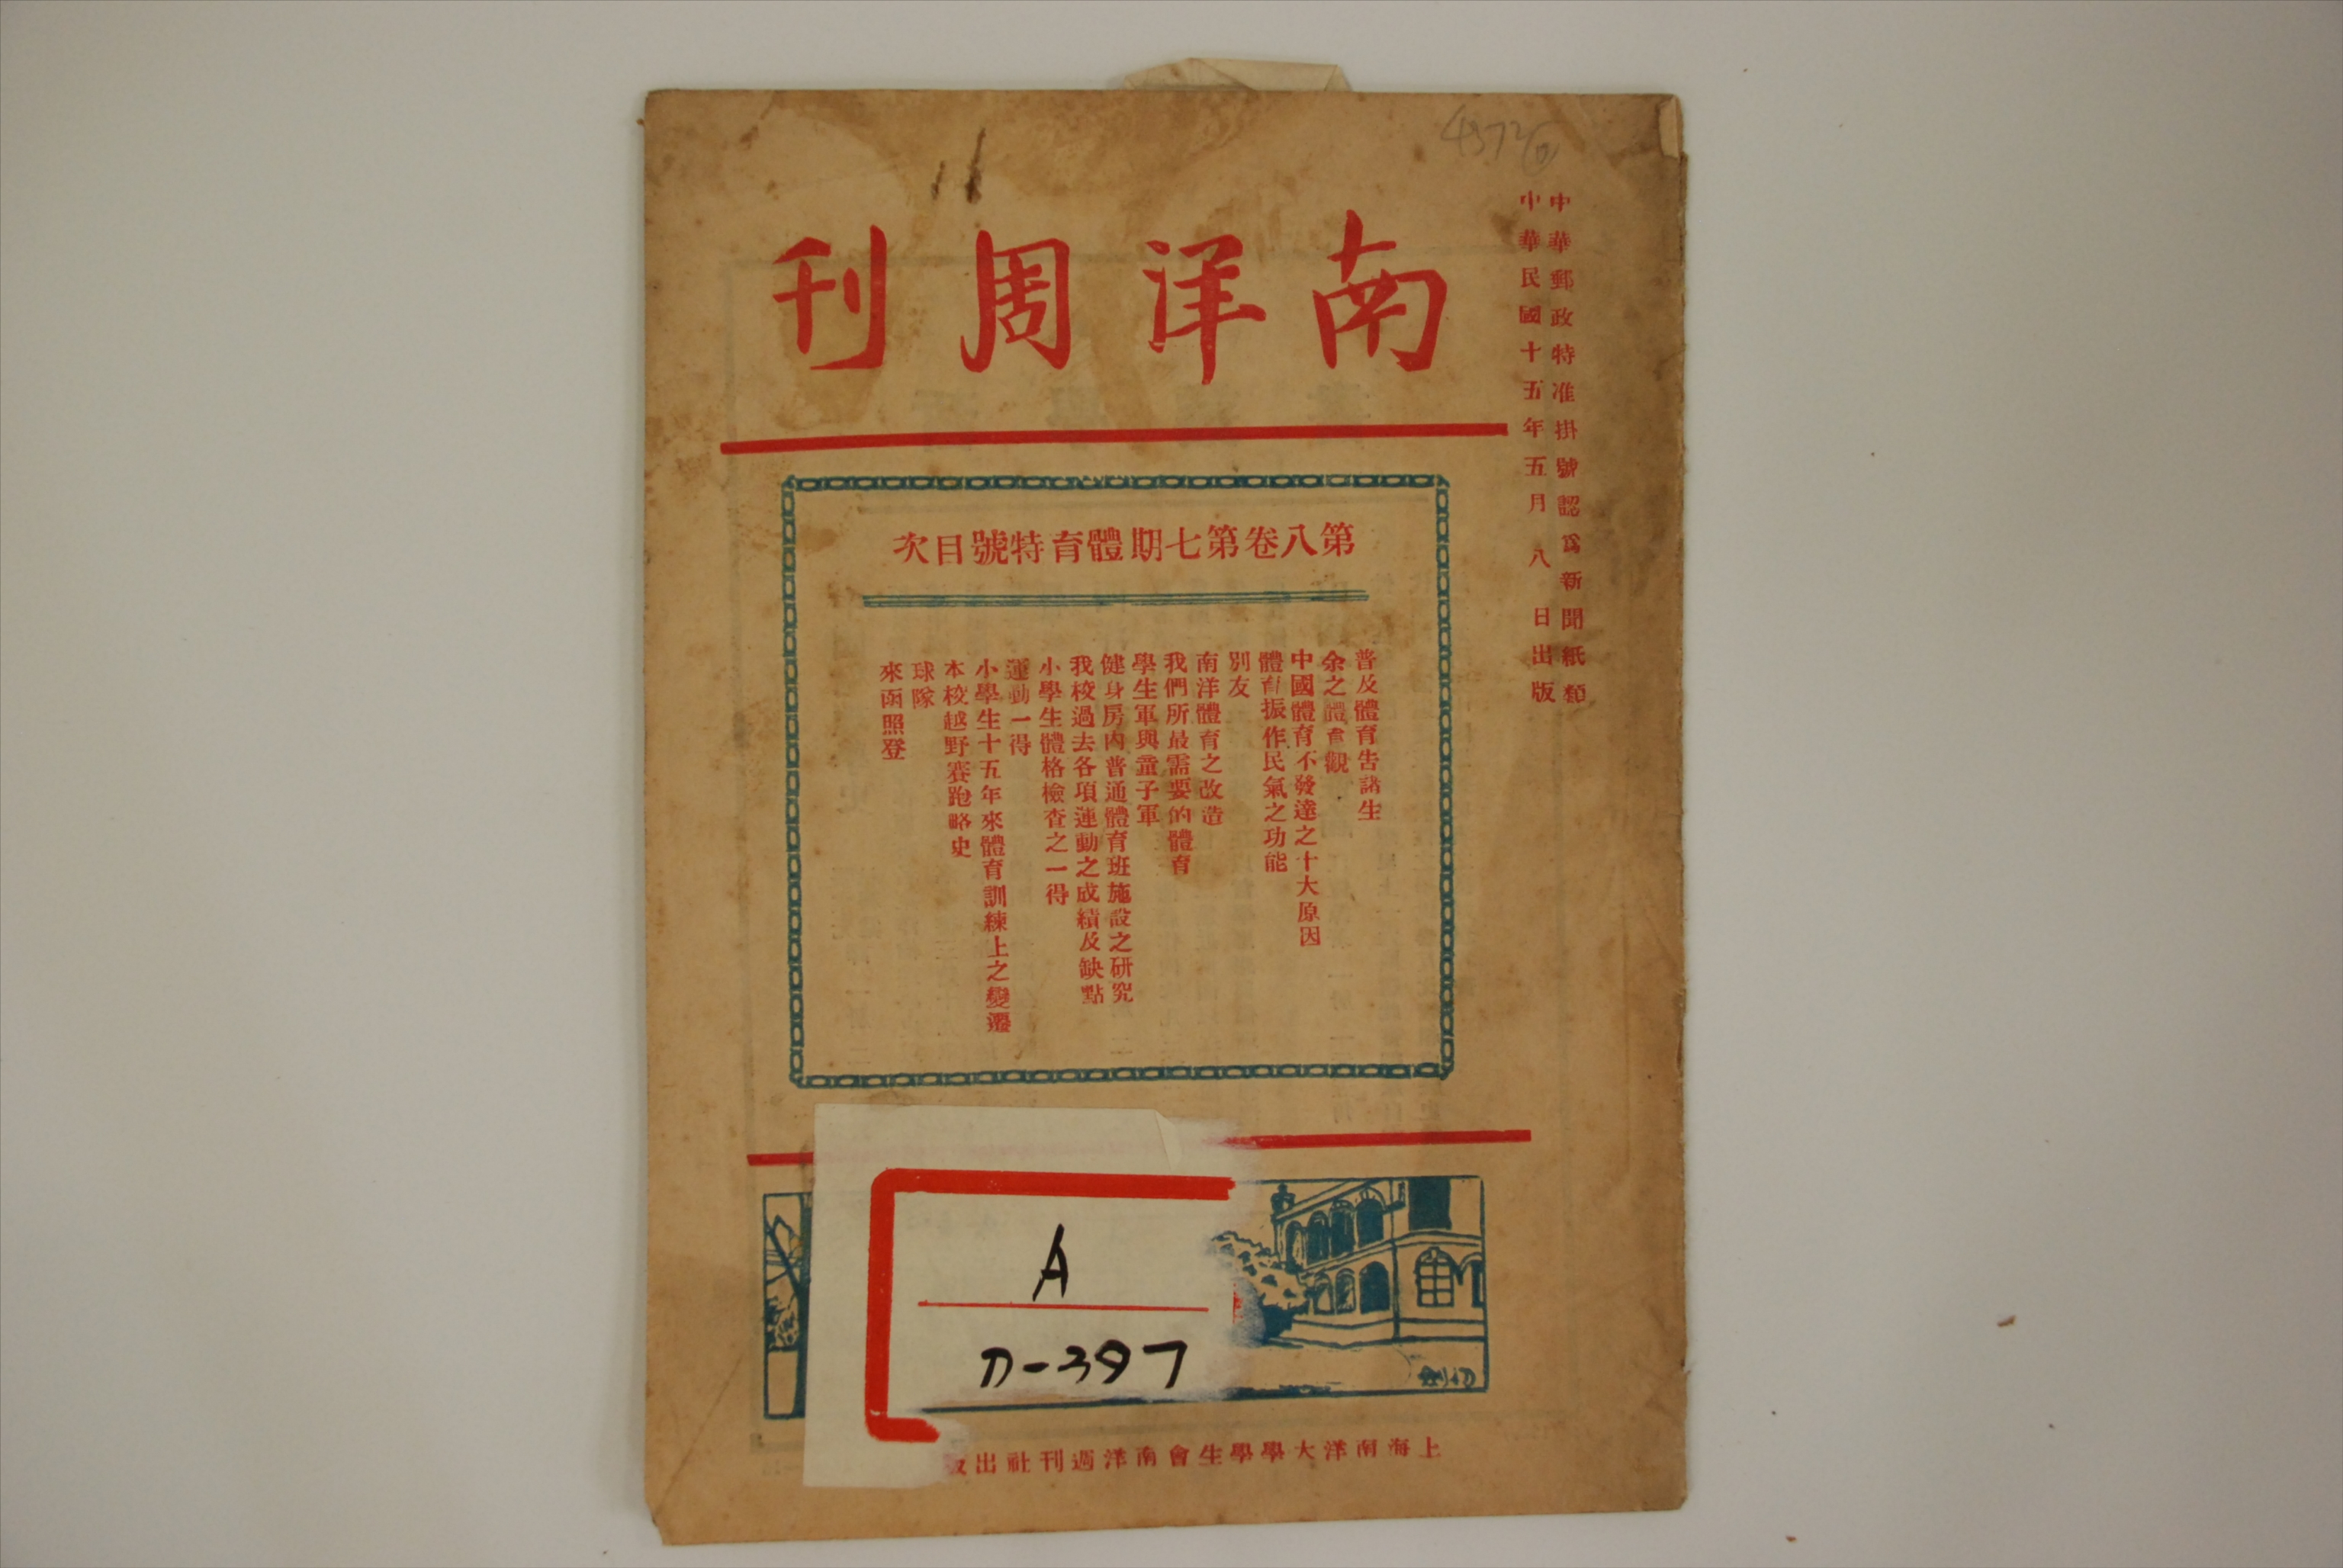 中華郵政特准掛號認爲新聞紙類
中華民國十五年五月八日出版
南洋周刊
第八卷第七期體育特號目次
普及體育告諸生
余之體育觀
中國體育不發達之十大原因
體育振作民氣之功能
別友
南洋體育之改造
我們所最需要的體育
學生軍與童子軍
健身房內普通體育班施設之研究
我校過去各項運動之成績及缺點
小學生體格檢查之一得
運動一得
小學生十五年來體育訓練上之變遷
本校越野賽跑略史
球隊
來函照登
A
D-397
上海南洋大學學生會南洋週刊社出版